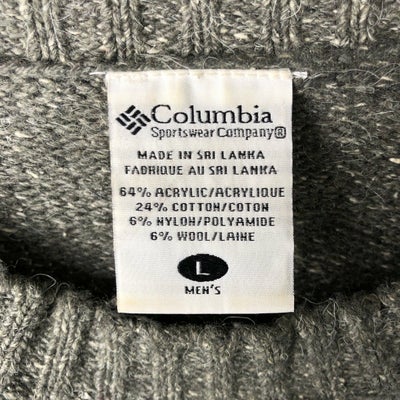 Columbia
Sportswear Company®
MADE IN SRI LANKA
FABRIQUE AU SRI LANKA
64% ACRYLIC/ACRYLIQUE
24% COTTON/COTON
6% NYLON/POLYAMIDE
6% WOOL/LAINE
L
MEN'S